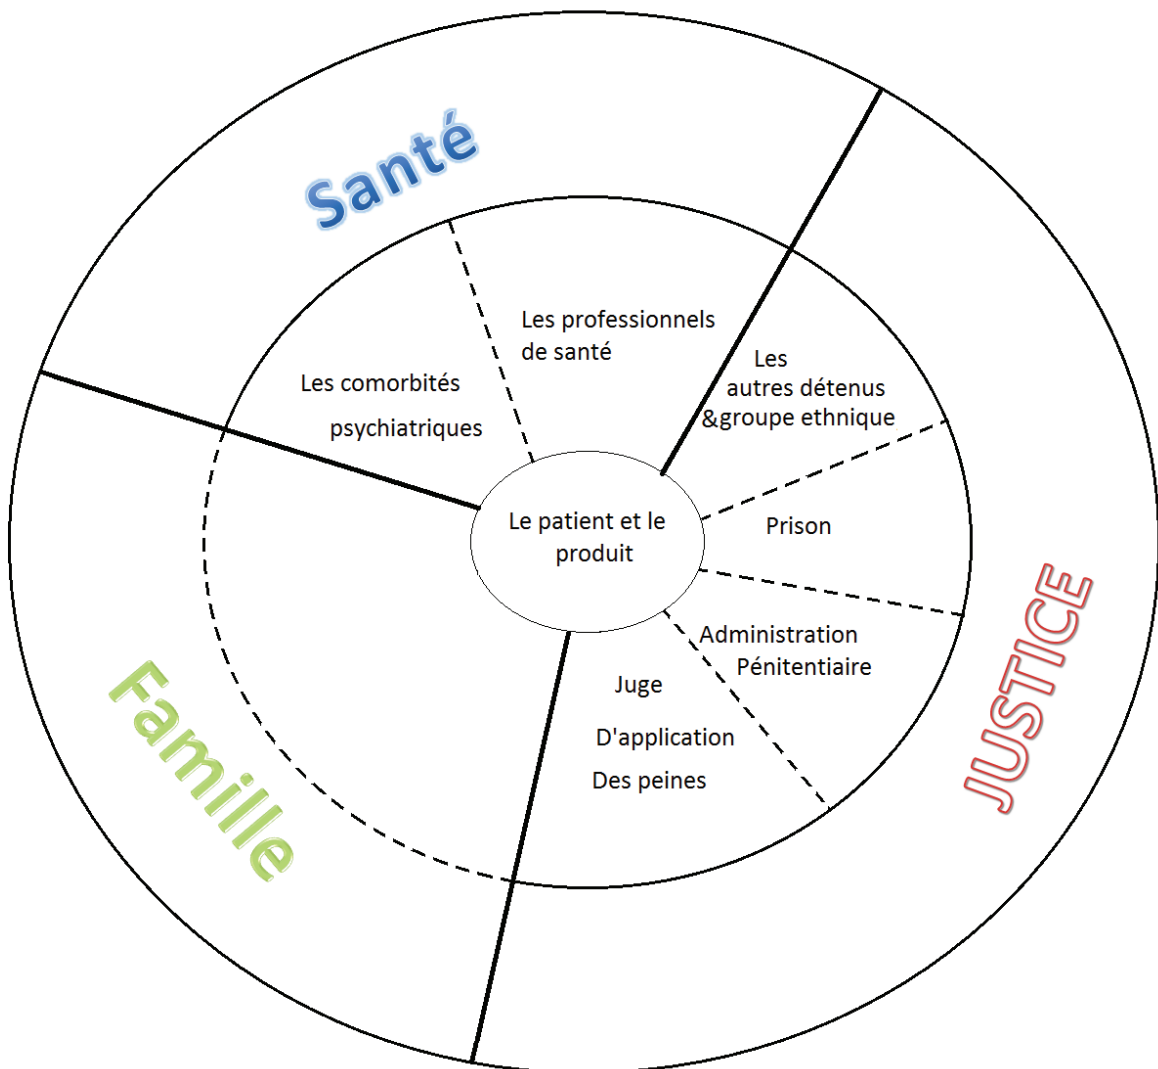 Santé
Les professionnels
de santé
Les comorbités
psychiatriques
Les
autres détenus
&groupe ethnique
Prison
Le patient et le
produit
Administration
Pénitentiaire
Juge
D'application
Des peines
JUSTICE
Famille